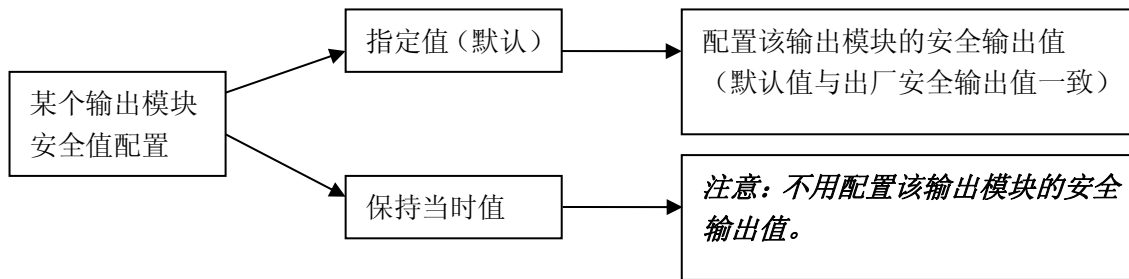 某个输出模块
安全值配置
指定值（默认）
配置该输出模块的安全输出值
（默认值与出厂安全输出值一致）
保持当时值
注意：不用配置该输出模块的安全
输出值。